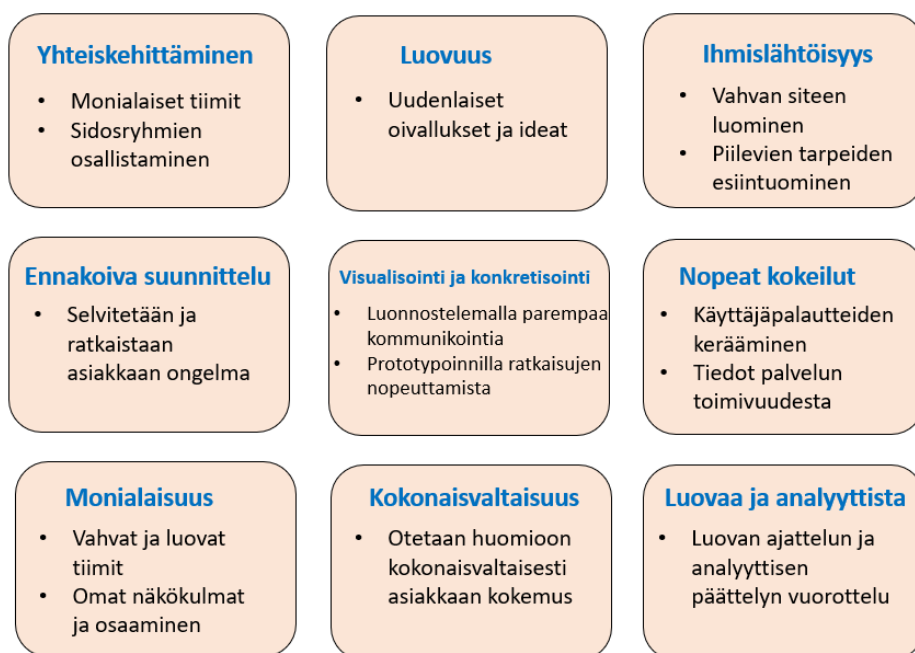 Yhteiskehittäminen
• Monialaiset tiimit
• Sidosryhmien
osallistaminen
Luovuus
• Uudenlaiset
oivallukset ja ideat
Ihmislähtöisyys
• Vahvan siteen
luominen
• Piilevien tarpeiden
esiintuominen
Ennakoiva suunnittelu
• Selvitetään ja
ratkaistaan
asiakkaan ongelma
Visualisointi ja konkretisointi
• Luonnostelemalla parempaa
kommunikointia
• Prototypoinnilla ratkaisujen
nopeuttamista
Nopeat kokeilut
• Käyttäjäpalautteiden
kerääminen
• Tiedot palvelun
toimivuudesta
Monialaisuus
• Vahvat ja luovat
tiimit
• Omat näkökulmat
ja osaaminen
Kokonaisvaltaisuus
• Otetaan huomioon
kokonaisvaltaisesti
asiakkaan kokemus
Luovaa ja analyyttista
• Luovan ajattelun ja
analyyttisen
päättelyn vuorottelu